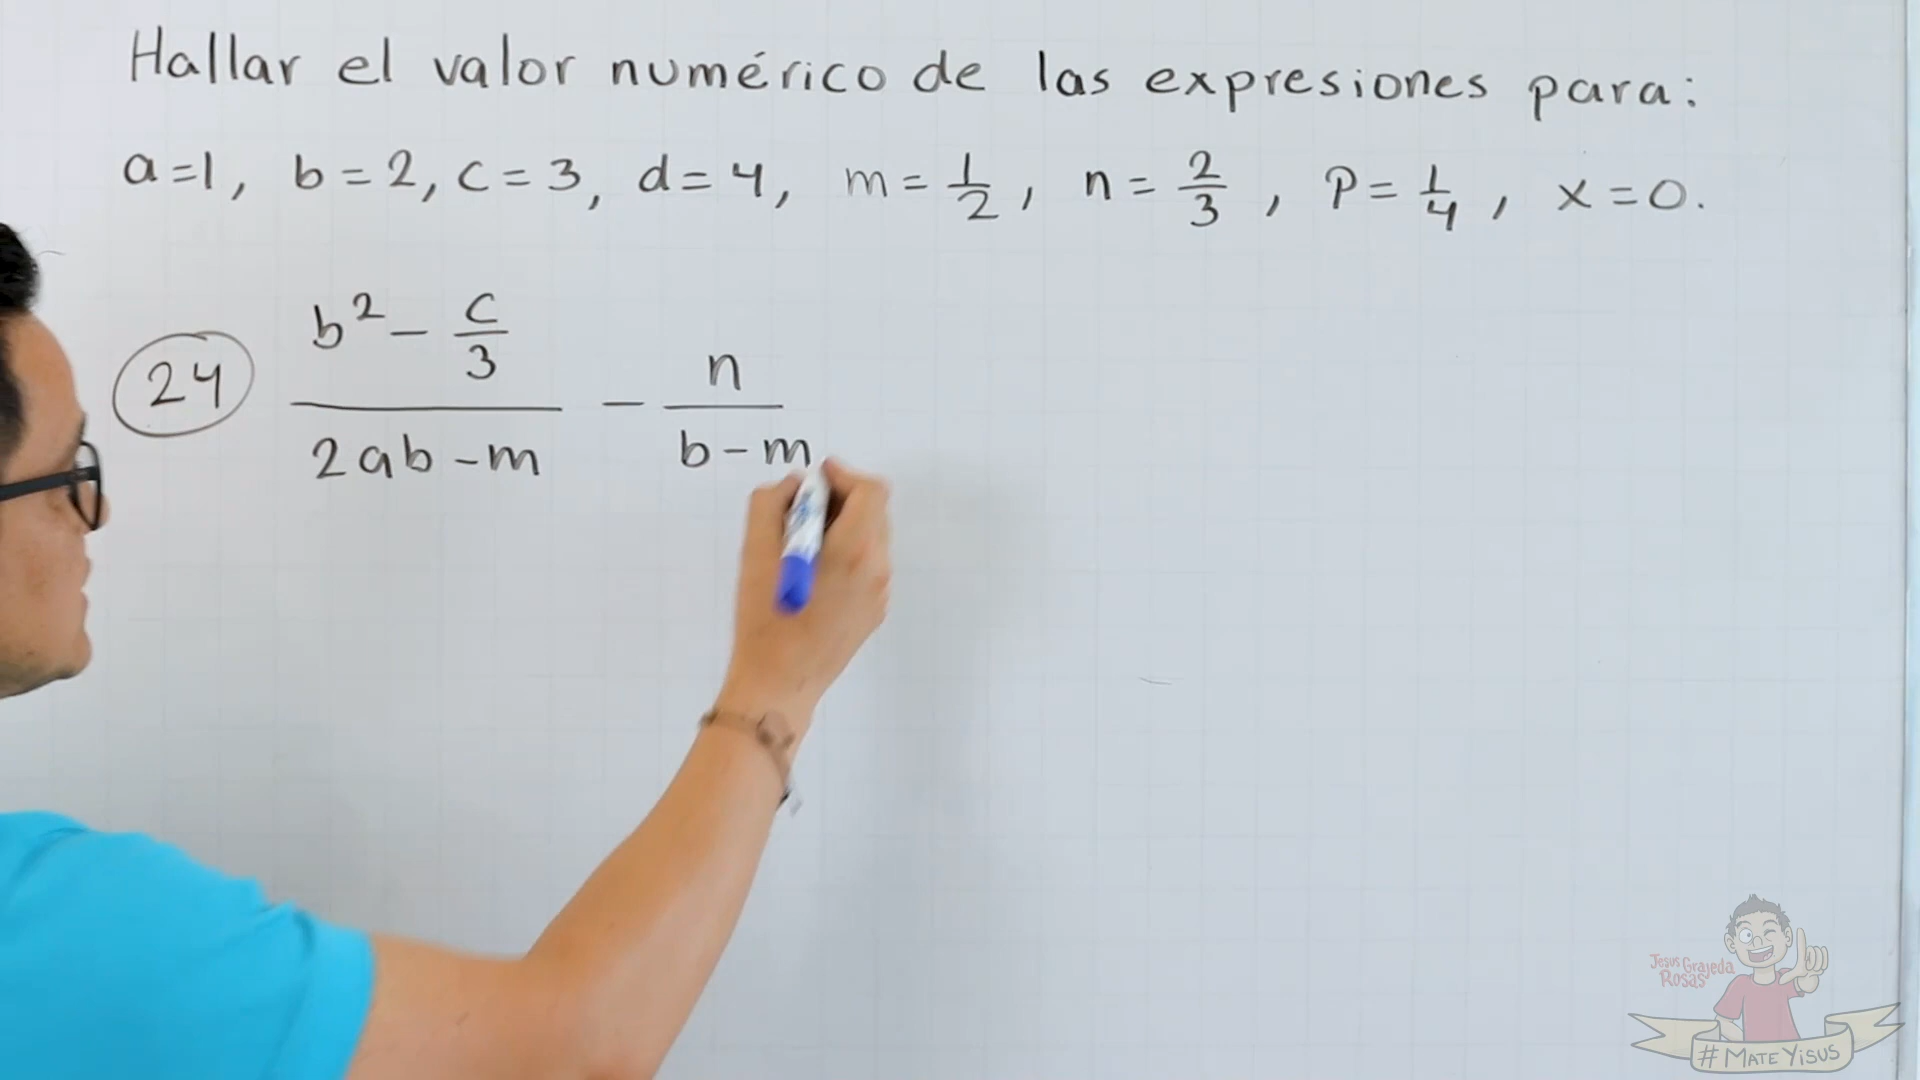 Hallar el valor numérico de las expresiones para:
a=1, b=2, c=3, d=4, m=1/2, n=2/3, p=1/4, x=0.
24 (b² - c/3)/(2ab - m) - n/(b - m)
Jesus Grajeda
Rosas
#MATEYISUS